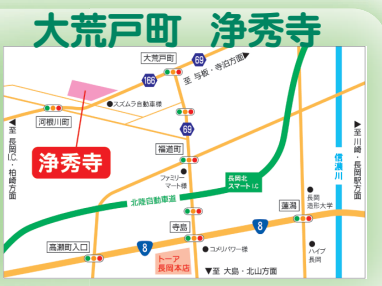 大荒戸町 浄秀寺
大荒戸町
69
至 与板・寺泊方面▶
166
スズムラ自動車様
河根川町
69
◀至 長岡I.C.・柏崎方面
浄秀寺
福道町
ファミリーマート様
長岡北
スマートI.C
北陸自動車道
信濃川
▶至 川崎・長岡駅方面
長岡
造形大学
蓮潟
寺島
8
高瀬町入口
8
コメリパワー様
ハイブ
長岡
トーア
長岡本店
▼至 大島・北山方面